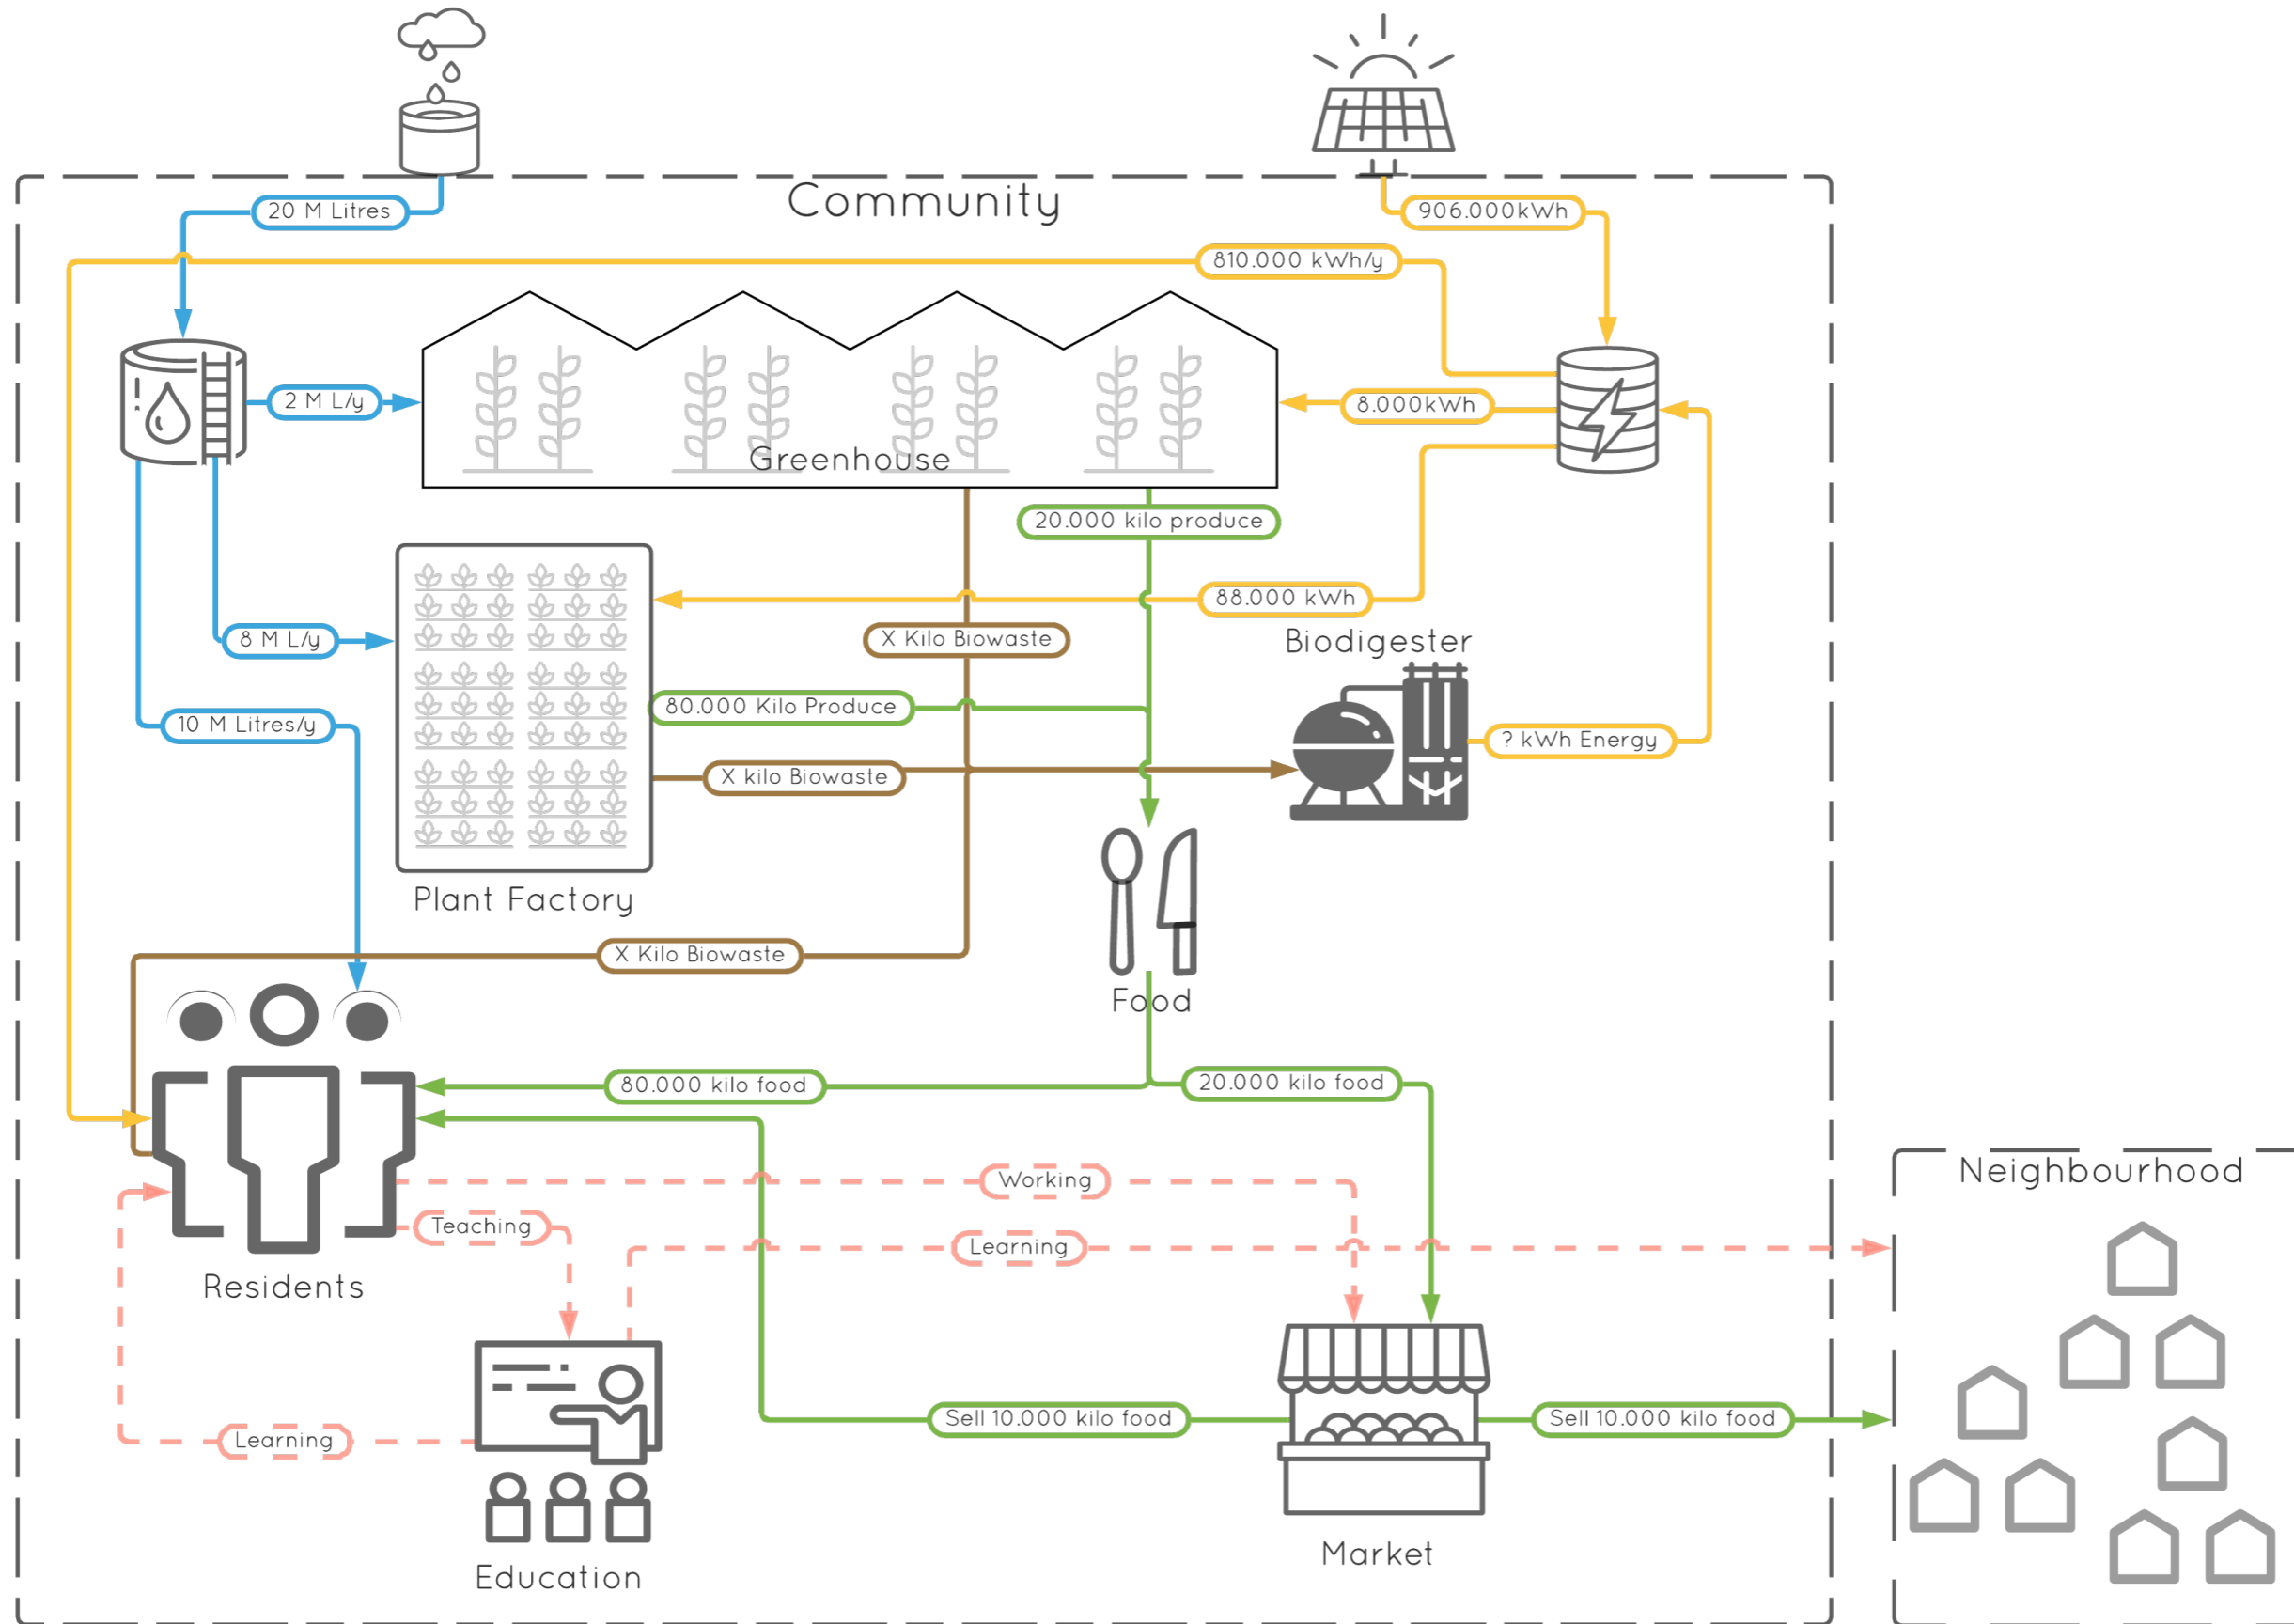 Community
20 M Litres
906.000kWh
810.000 kWh/y
2 M L/y
8.000kWh
Greenhouse
20.000 kilo produce
88.000 kWh
X Kilo Biowaste
8 M L/y
Biodigester
80.000 Kilo Produce
10 M Litres/y
? kWh Energy
X kilo Biowaste
Plant Factory
X Kilo Biowaste
Food
80.000 kilo food
20.000 kilo food
Neighbourhood
Working
Teaching
Learning
Residents
Sell 10.000 kilo food
Sell 10.000 kilo food
Learning
Market
Education